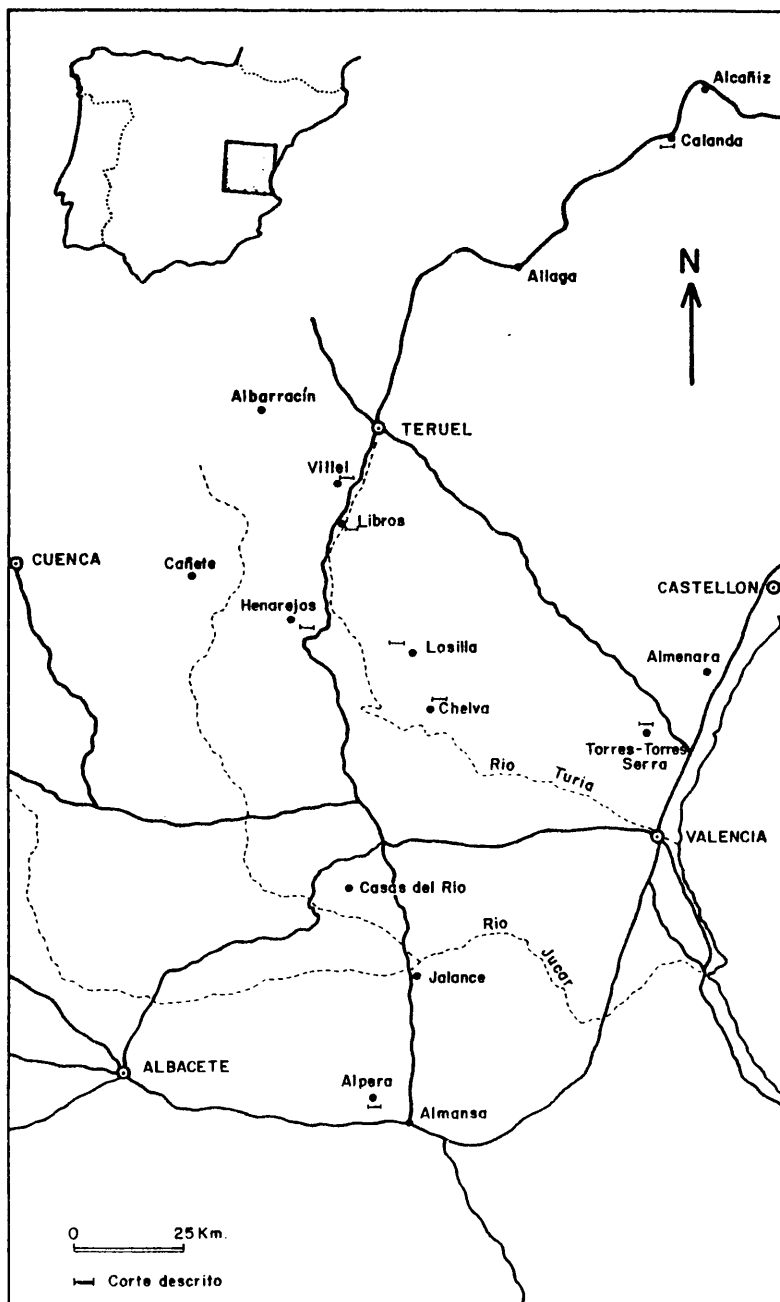 Alcañiz
Calanda
Aliaga
N
Albarracín
TERUEL
Villel
Libros
CUENCA
Cañete
CASTELLON
Henarejos
Losilla
Almenara
Chelva
Torres-Torres
Serra
Rio Turia
VALENCIA
Casas del Río
Rio Jucar
Jalance
ALBACETE
Alpera
Almansa
0 25 Km.
Corte descrito